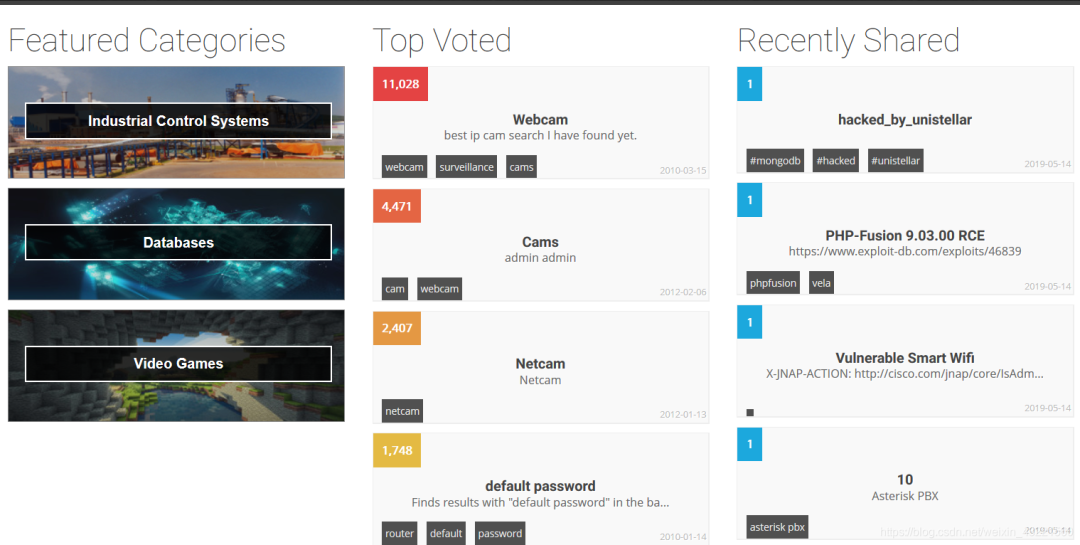 Featured Categories
Industrial Control Systems
Databases
Video Games
Top Voted
11,028
Webcam
best ip cam search I have found yet.
webcam surveillance cams
2010-03-15
4,471
Cams
admin admin
cam webcam
2012-02-06
2,407
Netcam
Netcam
netcam
2012-01-13
1,748
default password
Finds results with "default password" in the ba...
router default password
2010-01-14
Recently Shared
1
hacked_by_unistellar
#mongodb #hacked #unistellar
2019-05-14
1
PHP-Fusion 9.03.00 RCE
https://www.exploit-db.com/exploits/46839
phpfusion vela
2019-05-14
1
Vulnerable Smart Wifi
X-JNAP-ACTION: http://cisco.com/jnap/core/IsAdm...
2019-05-14
1
10
Asterisk PBX
asterisk pbx
2019-05-14